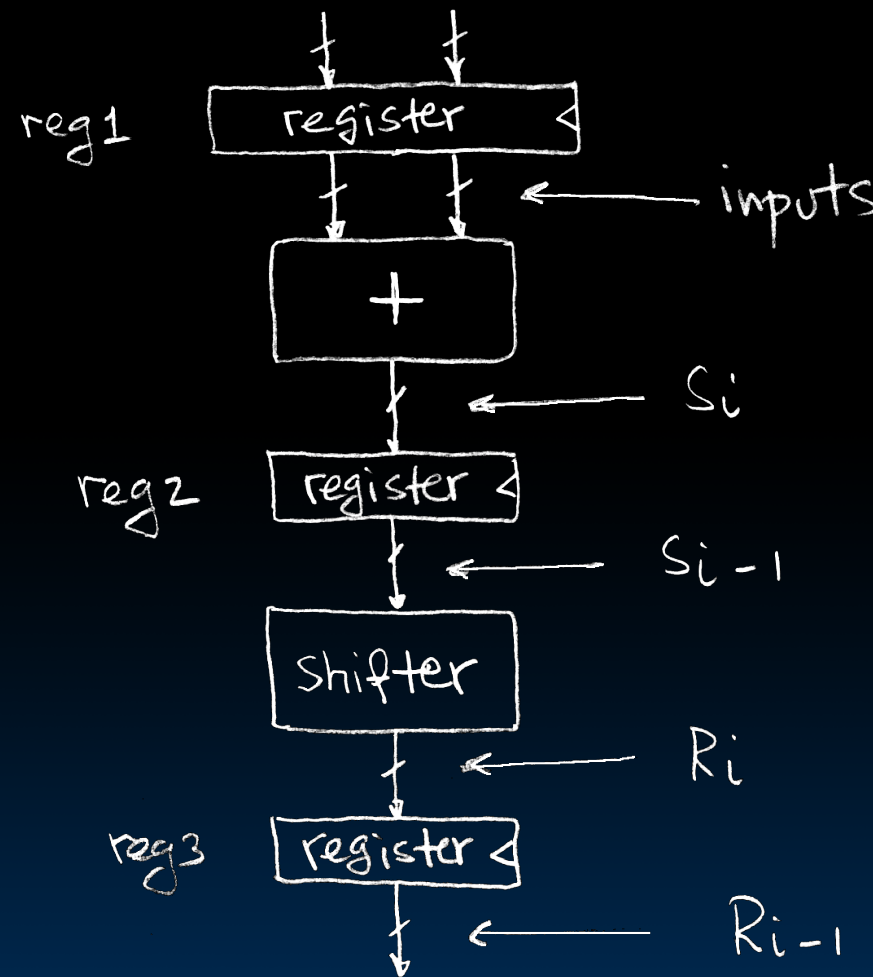 reg1
register
inputs
+
Si
reg2
register
Si-1
shifter
Ri
reg3
register
Ri-1